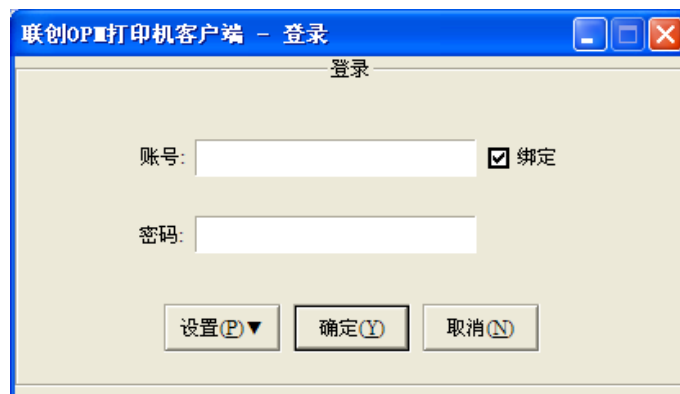 联创OPM打印机客户端 - 登录
登录
账号:
绑定
密码:
设置(P)▼ 确定(Y) 取消(N)